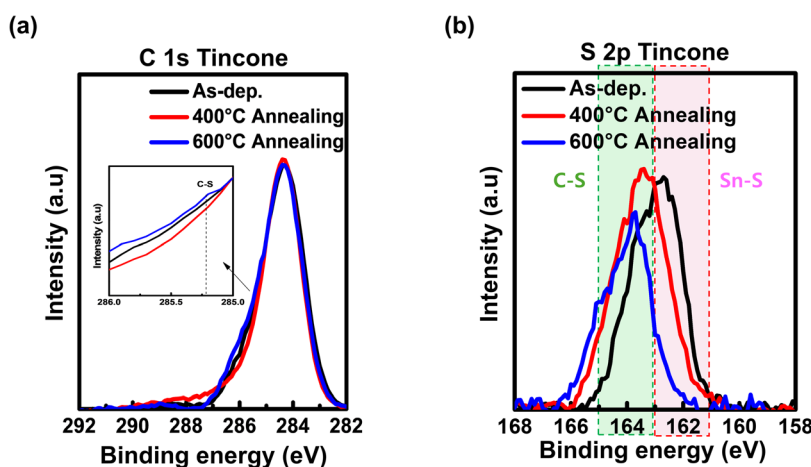 (a)
C 1s Tincone
As-dep.
400°C Annealing
600°C Annealing
C-S
Intensity (a.u)
286.0 285.5 285.0
Intensity (a.u)
292 290 288 286 284 282
Binding energy (eV)
(b)
S 2p Tincone
As-dep.
400°C Annealing
600°C Annealing
C-S
Sn-S
Intensity (a.u)
168 166 164 162 160 158
Binding energy (eV)